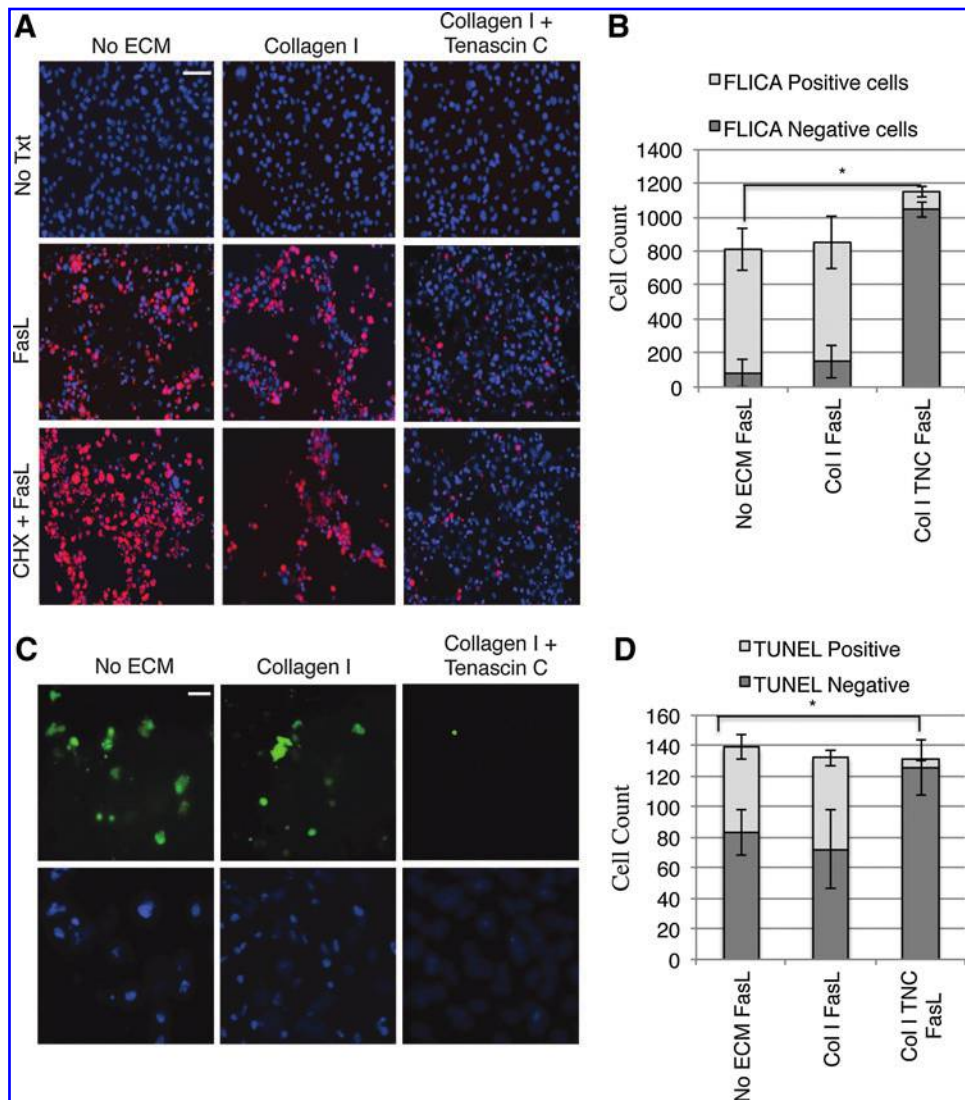 A
No ECM
Collagen I
Collagen I +
Tenascin C
No Txt
FasL
CHX + FasL
B
FLICA Positive cells
FLICA Negative cells
Cell Count
1400
1200
1000
800
600
400
200
0
*
No ECM FasL
Col I FasL
Col I TNC FasL
C
No ECM
Collagen I
Collagen I +
Tenascin C
D
TUNEL Positive
TUNEL Negative
Cell Count
160
140
120
100
80
60
40
20
0
*
No ECM FasL
Col I FasL
Col I TNC
FasL